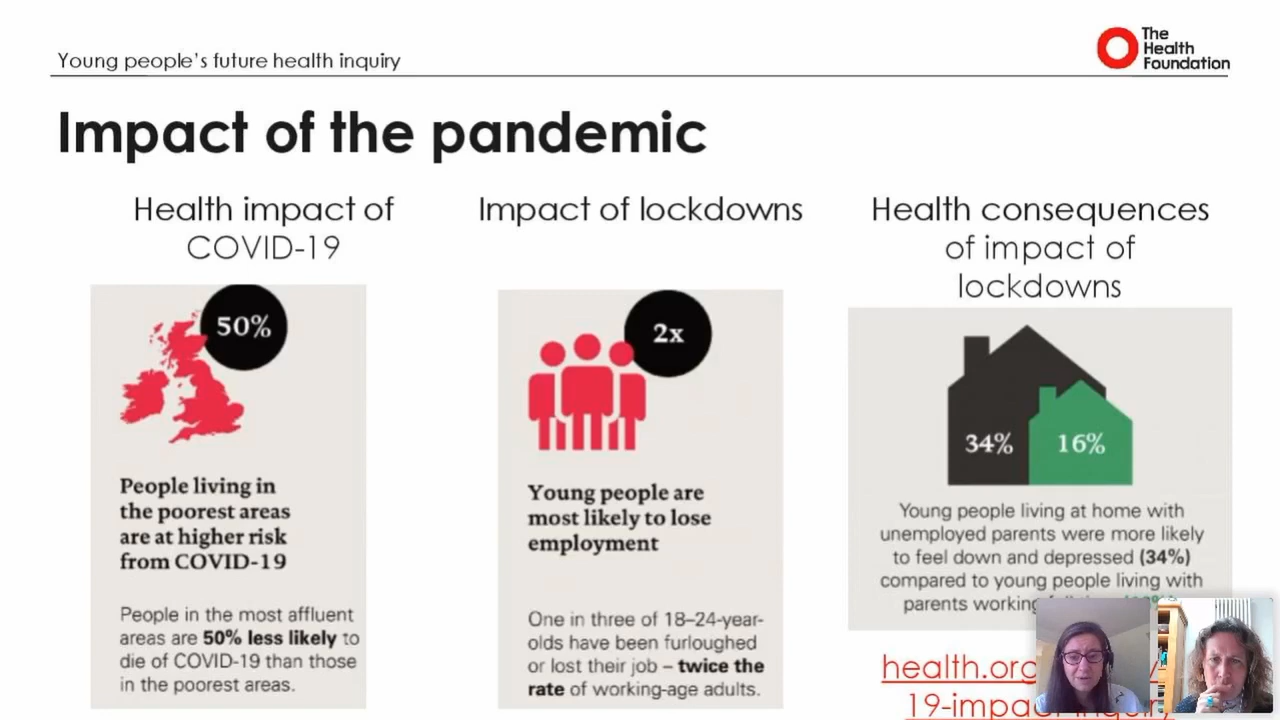 Young people's future health inquiry
The
Health
Foundation
Impact of the pandemic
Health impact of
COVID-19
50%
People living in
the poorest areas
are at higher risk
from COVID-19
People in the most affluent
areas are 50% less likely to
die of COVID-19 than those
in the poorest areas.
Impact of lockdowns
2x
Young people are
most likely to lose
employment
One in three of 18–24-year-
olds have been furloughed
or lost their job – twice the
rate of working-age adults.
Health consequences
of impact of
lockdowns
34%
16%
Young people living at home with
unemployed parents were more likely
to feel down and depressed (34%)
compared to young people living with
parents working
health.org
19-impa